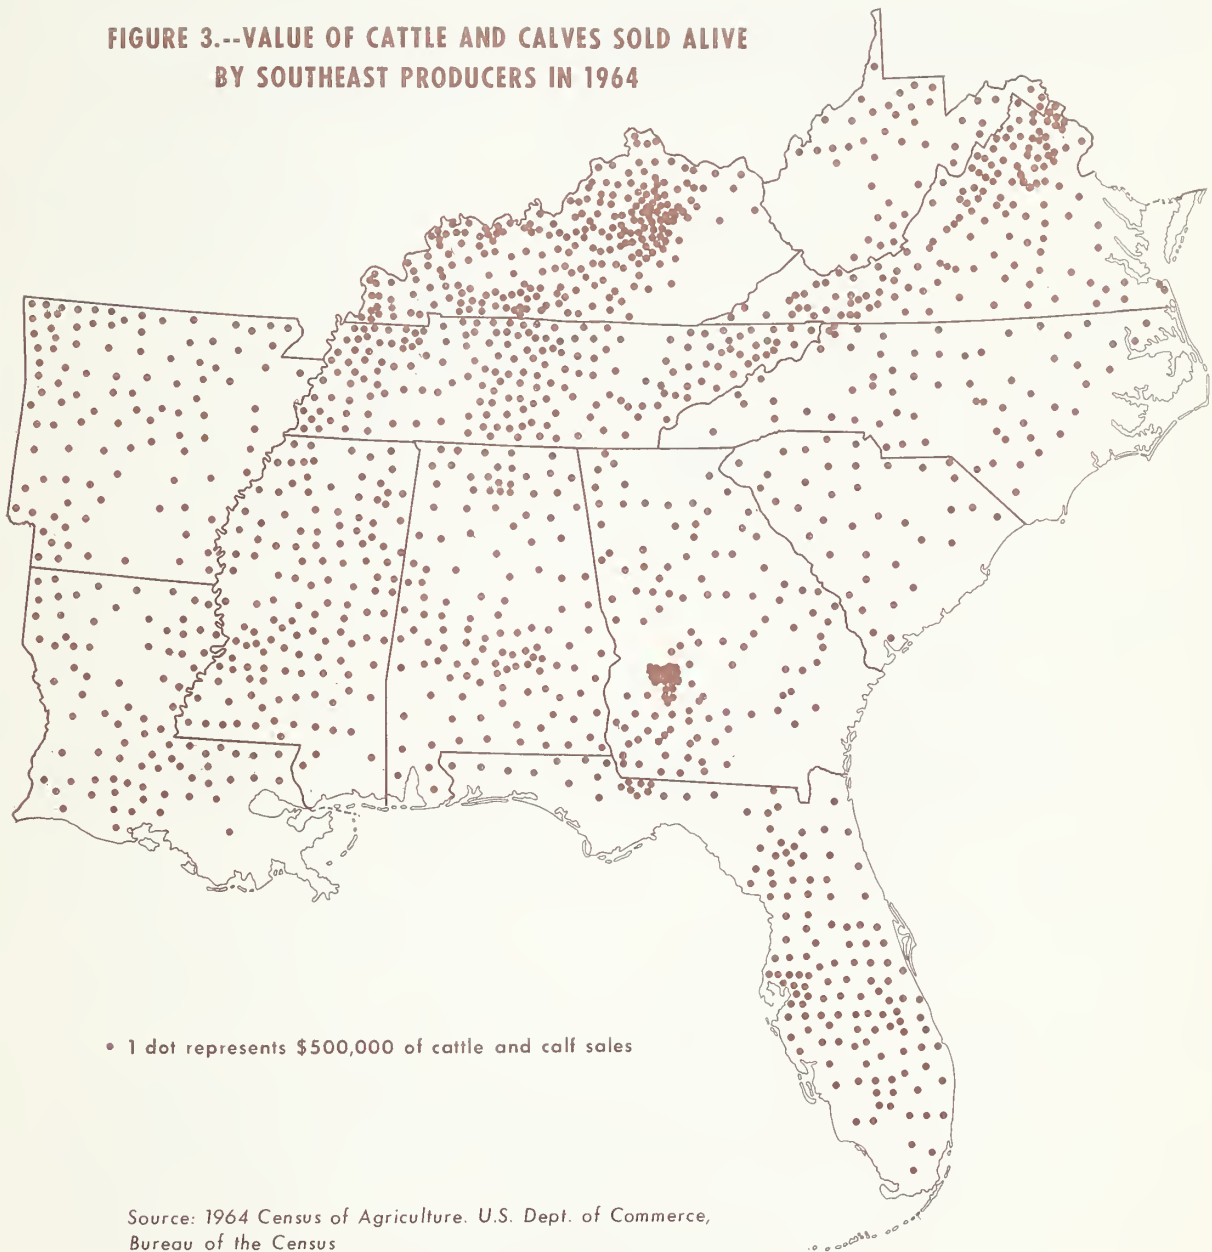 FIGURE 3.--VALUE OF CATTLE AND CALVES SOLD ALIVE
BY SOUTHEAST PRODUCERS IN 1964
• 1 dot represents $500,000 of cattle and calf sales
Source: 1964 Census of Agriculture. U.S. Dept. of Commerce,
Bureau of the Census